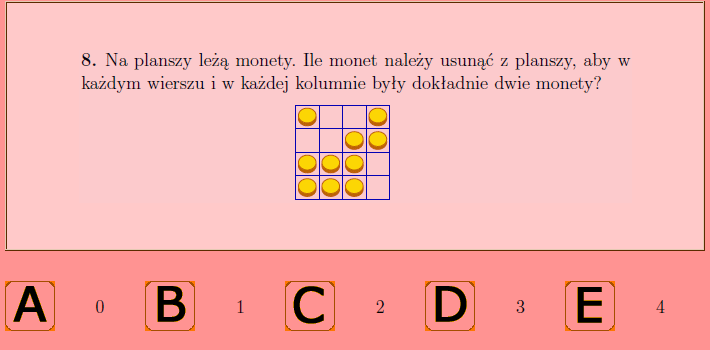 8. Na planszy leżą monety. Ile monet należy usunąć z planszy, aby w
każdym wierszu i w każdej kolumnie były dokładnie dwie monety?
A 0 B 1 C 2 D 3 E 4